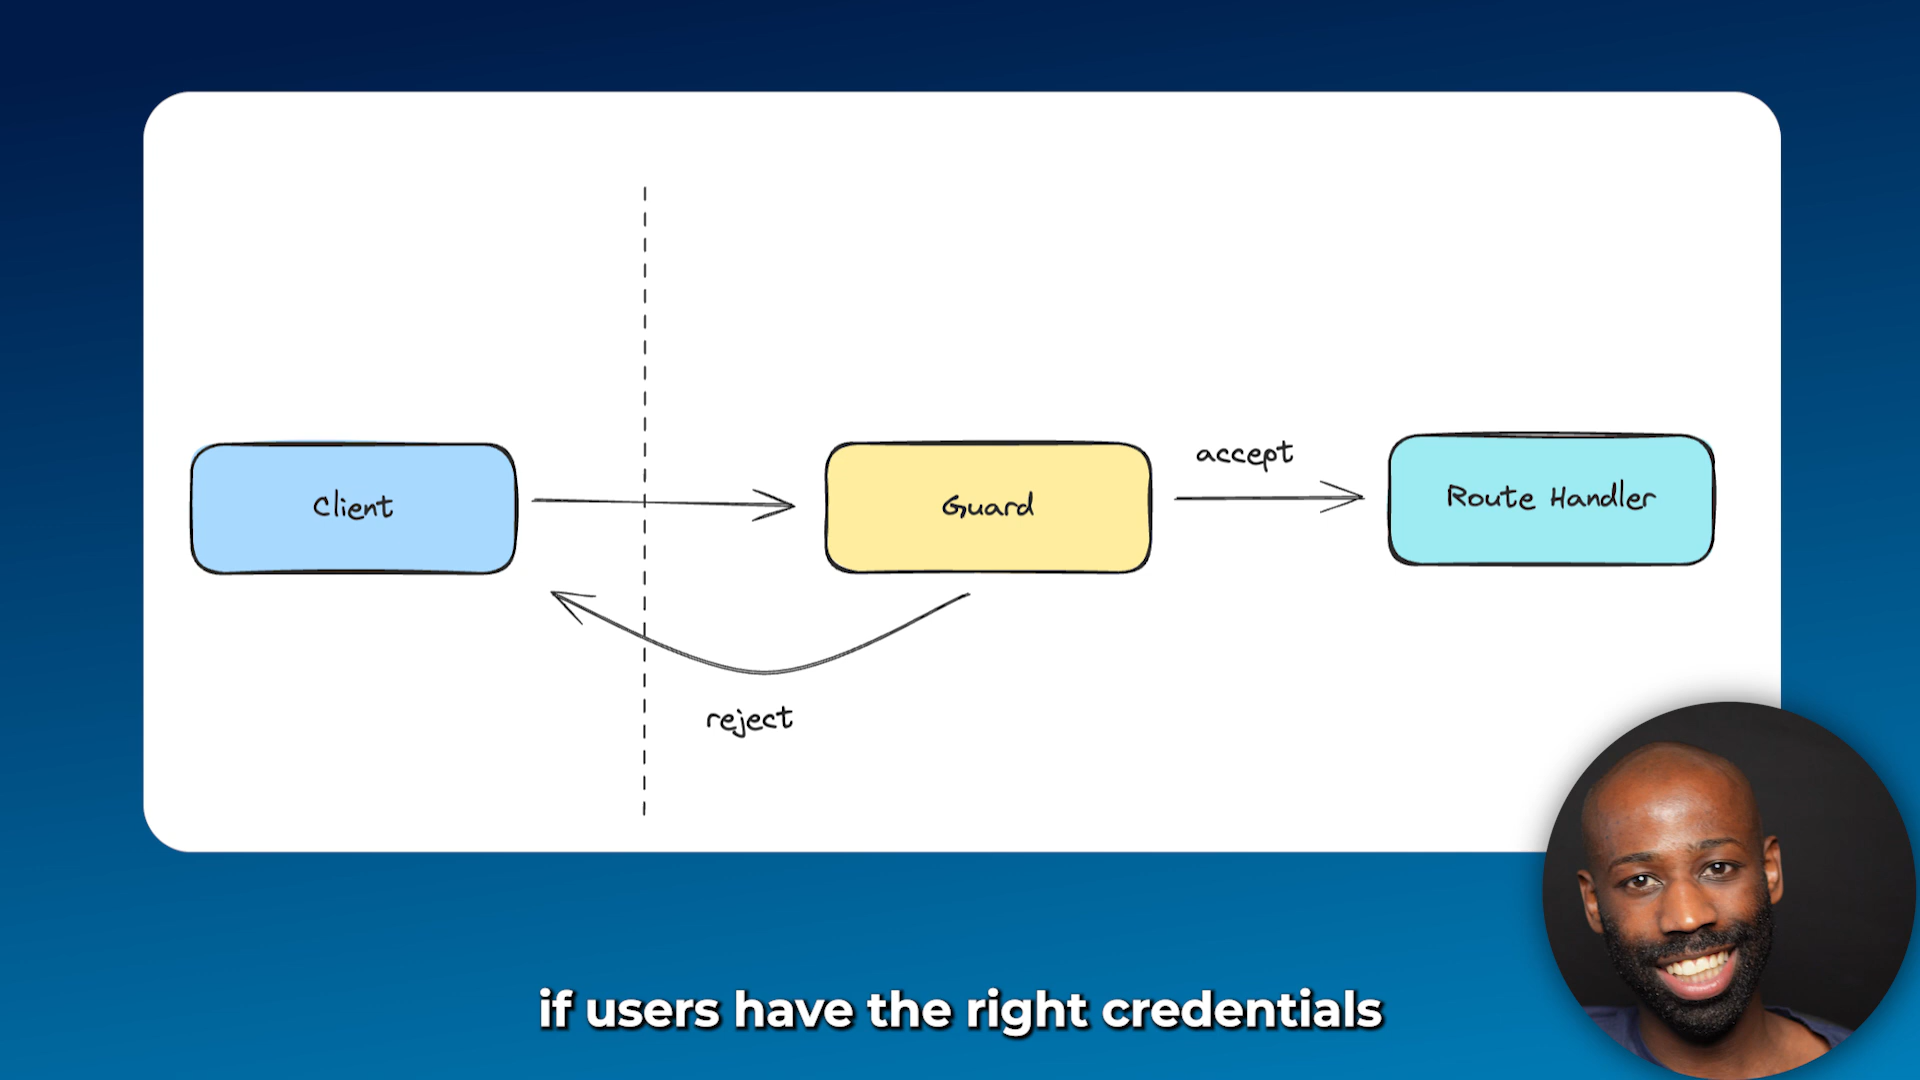 accept
Client
Guard
Route Handler
reject
if users have the right credentials